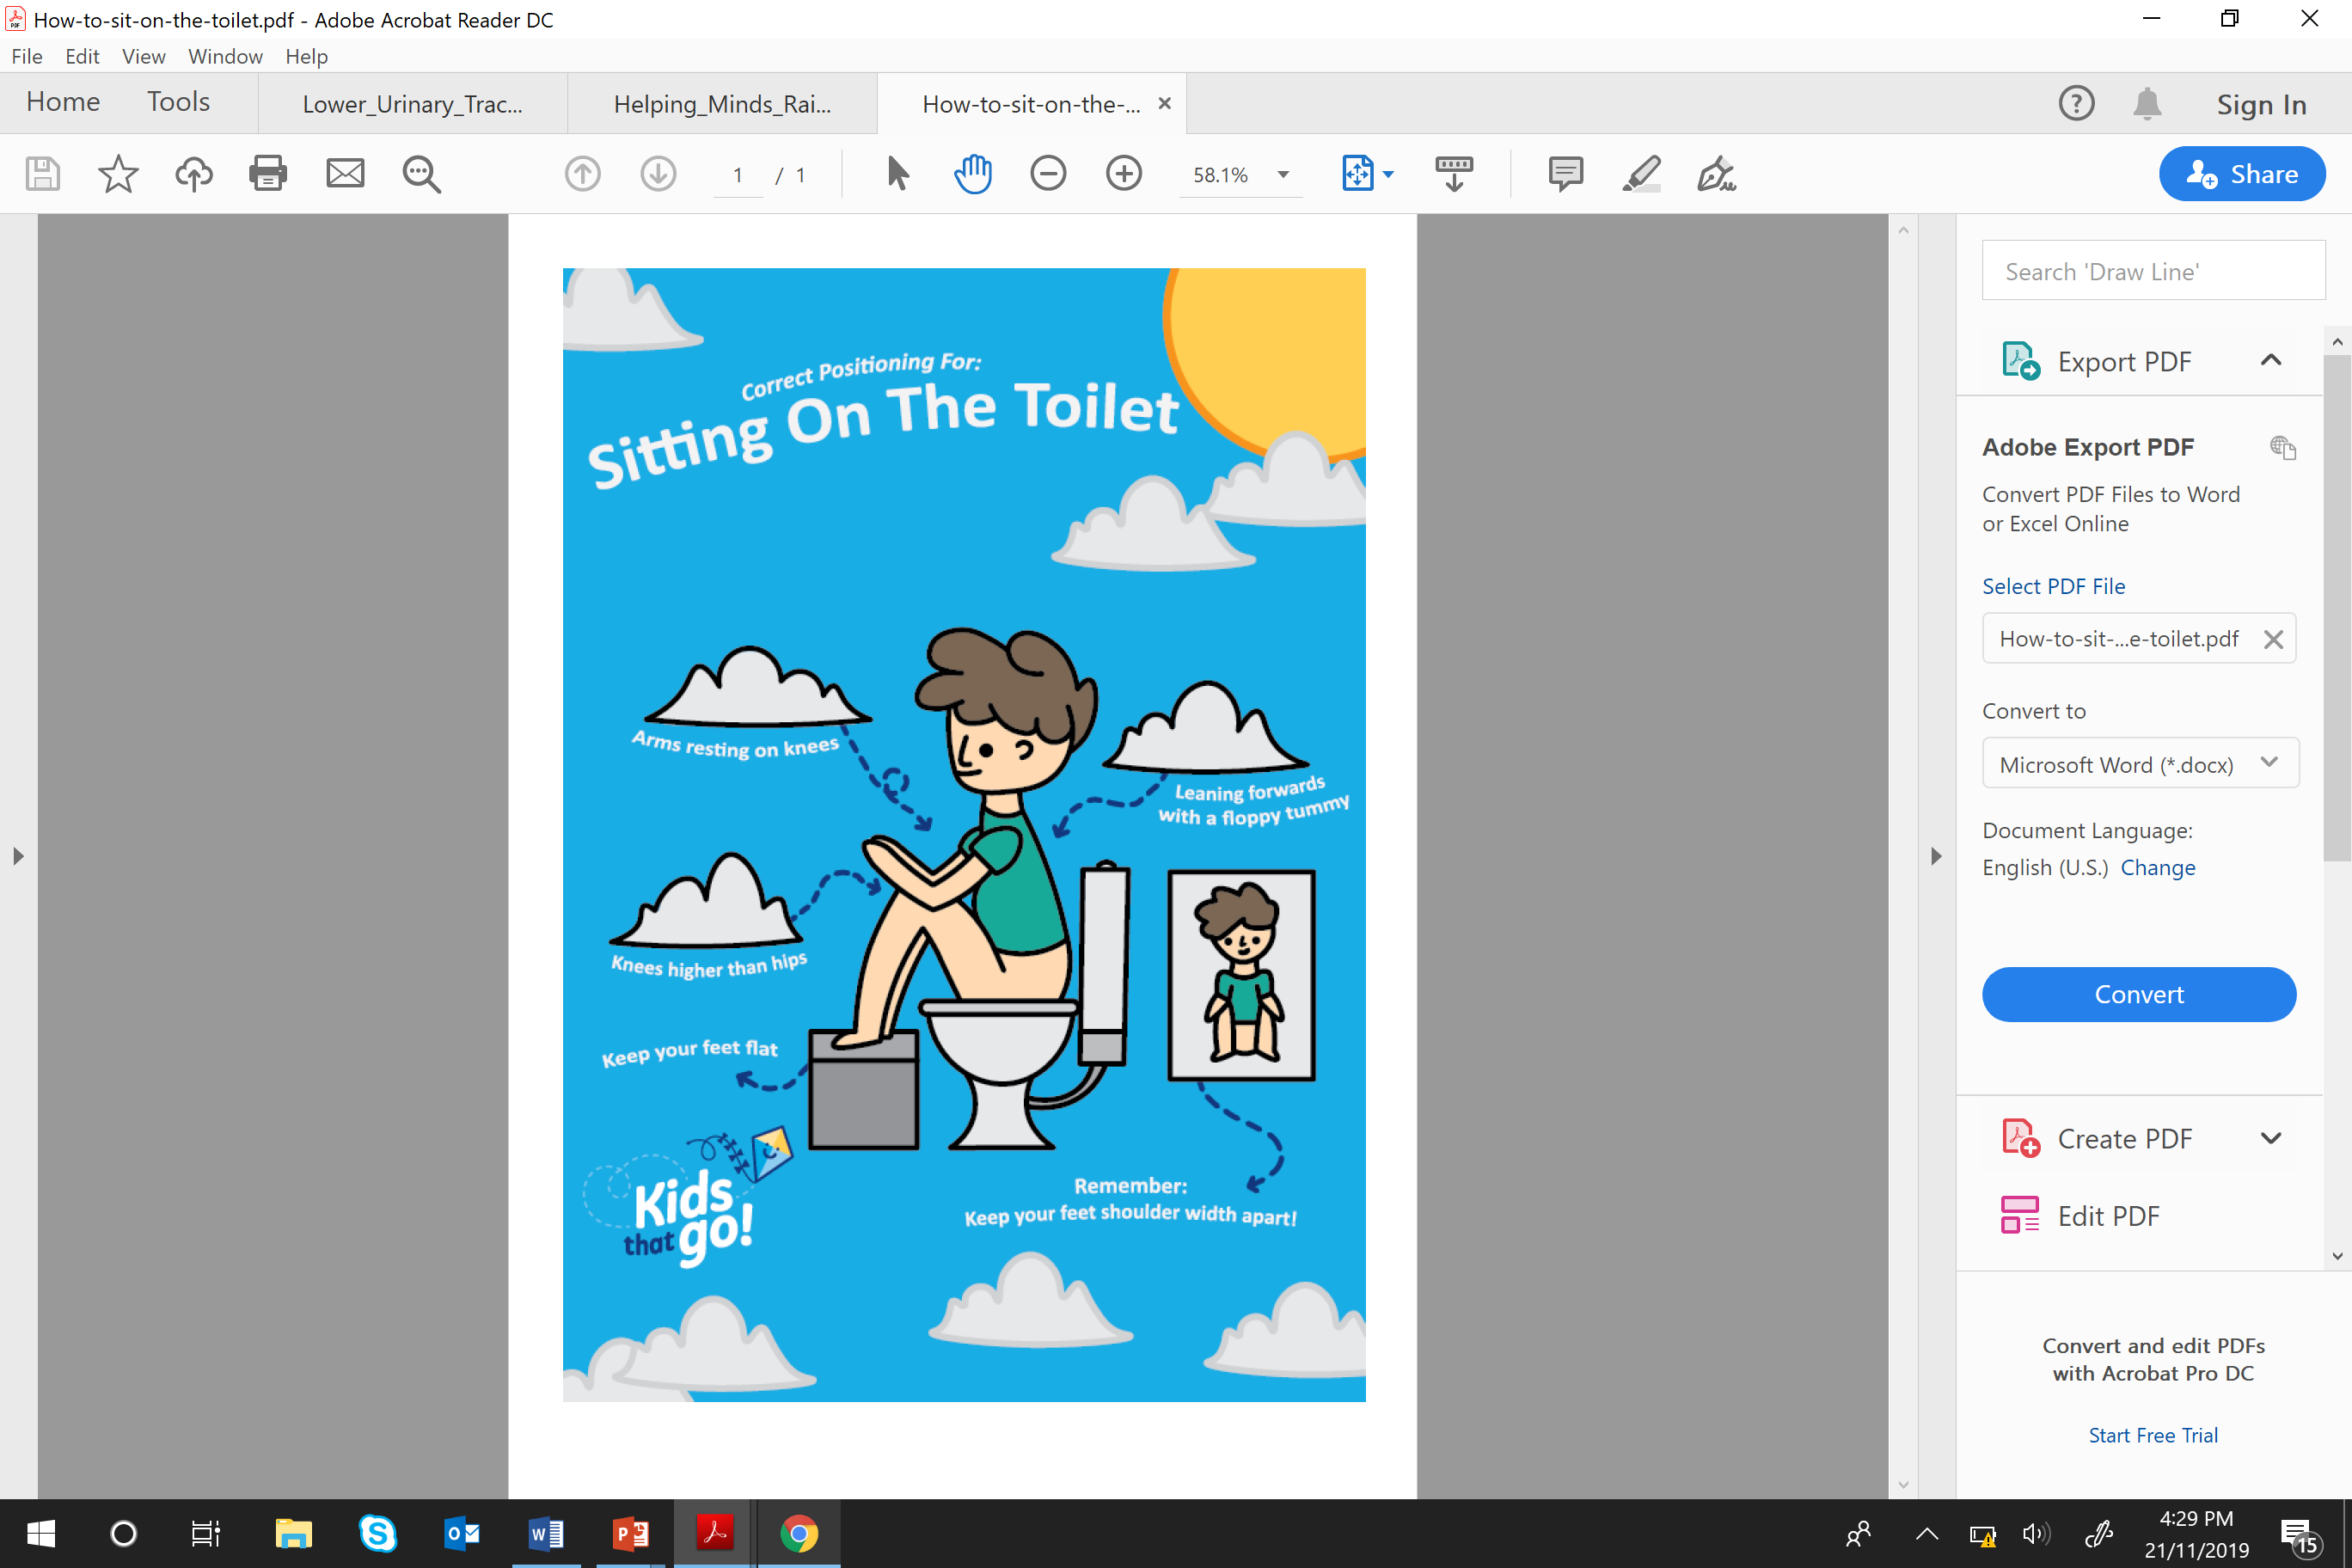 How-to-sit-on-the-toilet.pdf - Adobe Acrobat Reader DC
File Edit View Window Help
Home Tools Lower_Urinary_Trac... Helping_Minds_Rai... How-to-sit-on-the-... Sign In
1 / 1 58.1% Share
Correct Positioning For:
Sitting On The Toilet
Arms resting on knees
Leaning forwards
with a floppy tummy
Knees higher than hips
Keep your feet flat
Remember:
Keep your feet shoulder width apart!
Kids
that go!
Search 'Draw Line'
Export PDF
Adobe Export PDF
Convert PDF Files to Word
or Excel Online
Select PDF File
How-to-sit-...e-toilet.pdf
Convert to
Microsoft Word (*.docx)
Document Language:
English (U.S.) Change
Convert
Create PDF
Edit PDF
Convert and edit PDFs
with Acrobat Pro DC
Start Free Trial
4:29 PM
21/11/2019
15